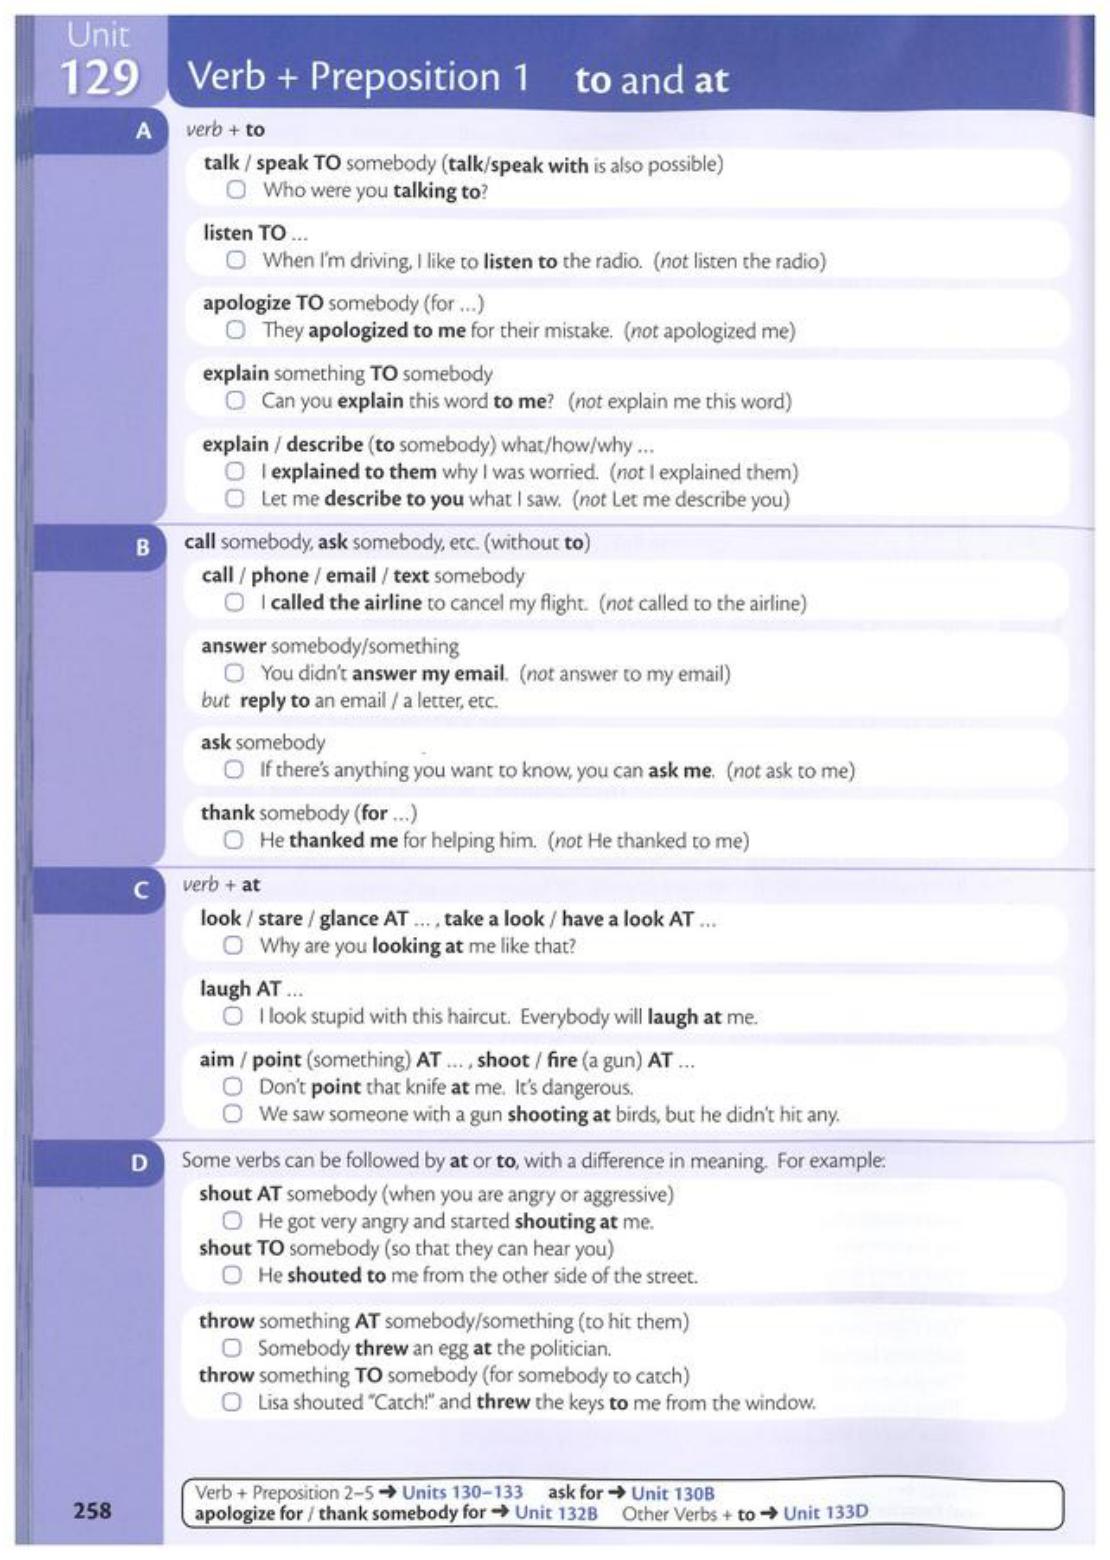 Unit
129
Verb + Preposition 1 to and at
A
verb + to
talk / speak TO somebody (talk/speak with is also possible)
Who were you talking to?
listen TO ...
When I'm driving, I like to listen to the radio. (not listen the radio)
apologize TO somebody (for ...)
They apologized to me for their mistake. (not apologized me)
explain something TO somebody
Can you explain this word to me? (not explain me this word)
explain / describe (to somebody) what/how/why ...
I explained to them why I was worried. (not I explained them)
Let me describe to you what I saw. (not Let me describe you)
B
call somebody, ask somebody, etc. (without to)
call / phone / email / text somebody
I called the airline to cancel my flight. (not called to the airline)
answer somebody/something
You didn't answer my email. (not answer to my email)
but reply to an email / a letter, etc.
ask somebody
If there's anything you want to know, you can ask me. (not ask to me)
thank somebody (for ...)
He thanked me for helping him. (not He thanked to me)
C
verb + at
look / stare / glance AT ... , take a look / have a look AT ...
Why are you looking at me like that?
laugh AT ...
I look stupid with this haircut. Everybody will laugh at me.
aim / point (something) AT ... , shoot / fire (a gun) AT ...
Don't point that knife at me. It's dangerous.
We saw someone with a gun shooting at birds, but he didn't hit any.
D
Some verbs can be followed by at or to, with a difference in meaning. For example:
shout AT somebody (when you are angry or aggressive)
He got very angry and started shouting at me.
shout TO somebody (so that they can hear you)
He shouted to me from the other side of the street.
throw something AT somebody/something (to hit them)
Somebody threw an egg at the politician.
throw something TO somebody (for somebody to catch)
Lisa shouted "Catch!" and threw the keys to me from the window.
258
Verb + Preposition 2–5 ➜ Units 130–133 ask for ➜ Unit 130B
apologize for / thank somebody for ➜ Unit 132B Other Verbs + to ➜ Unit 133D